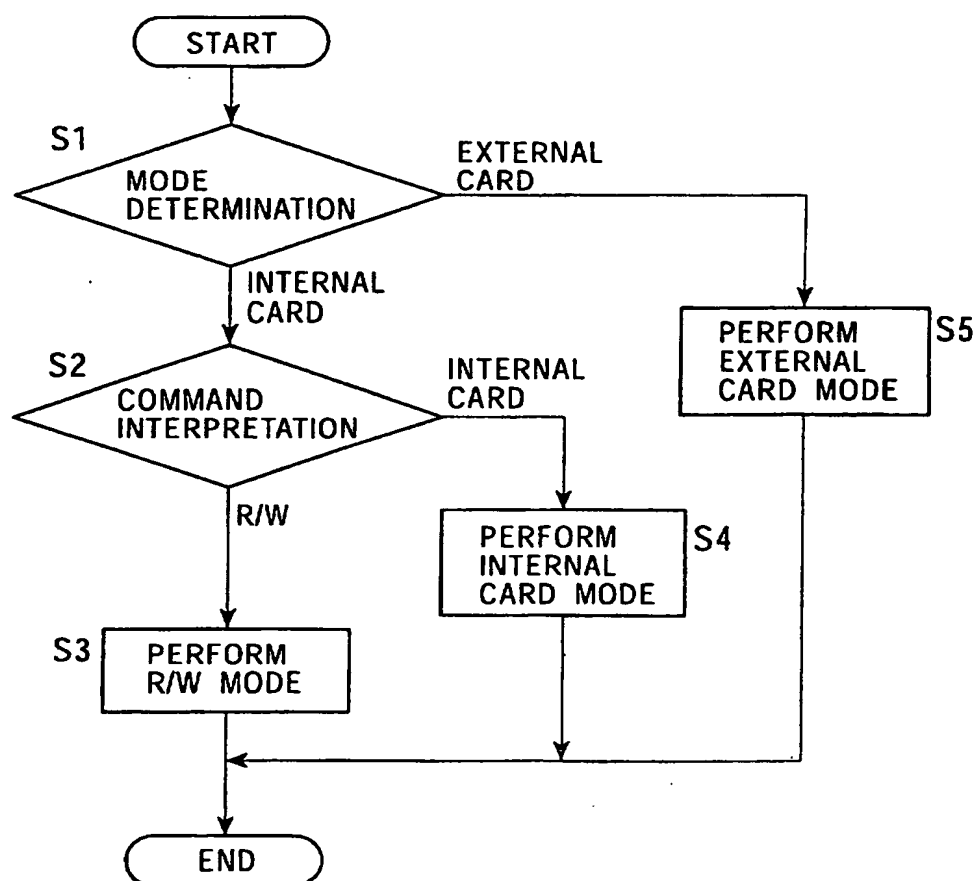 START
S1
MODE
DETERMINATION
EXTERNAL
CARD
INTERNAL
CARD
S2
COMMAND
INTERPRETATION
INTERNAL
CARD
PERFORM
EXTERNAL
CARD MODE
S5
R/W
PERFORM
INTERNAL
CARD MODE
S4
S3
PERFORM
R/W MODE
END